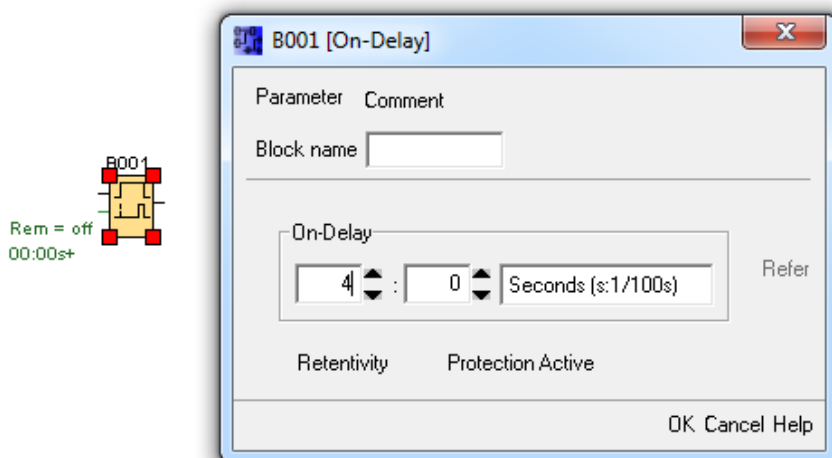 B001 [On-Delay]
Parameter Comment
Block name
B001
Rem = off
00:00s+
On-Delay
4 : 0 Seconds (s:1/100s)
Refer
Retentivity Protection Active
OK Cancel Help